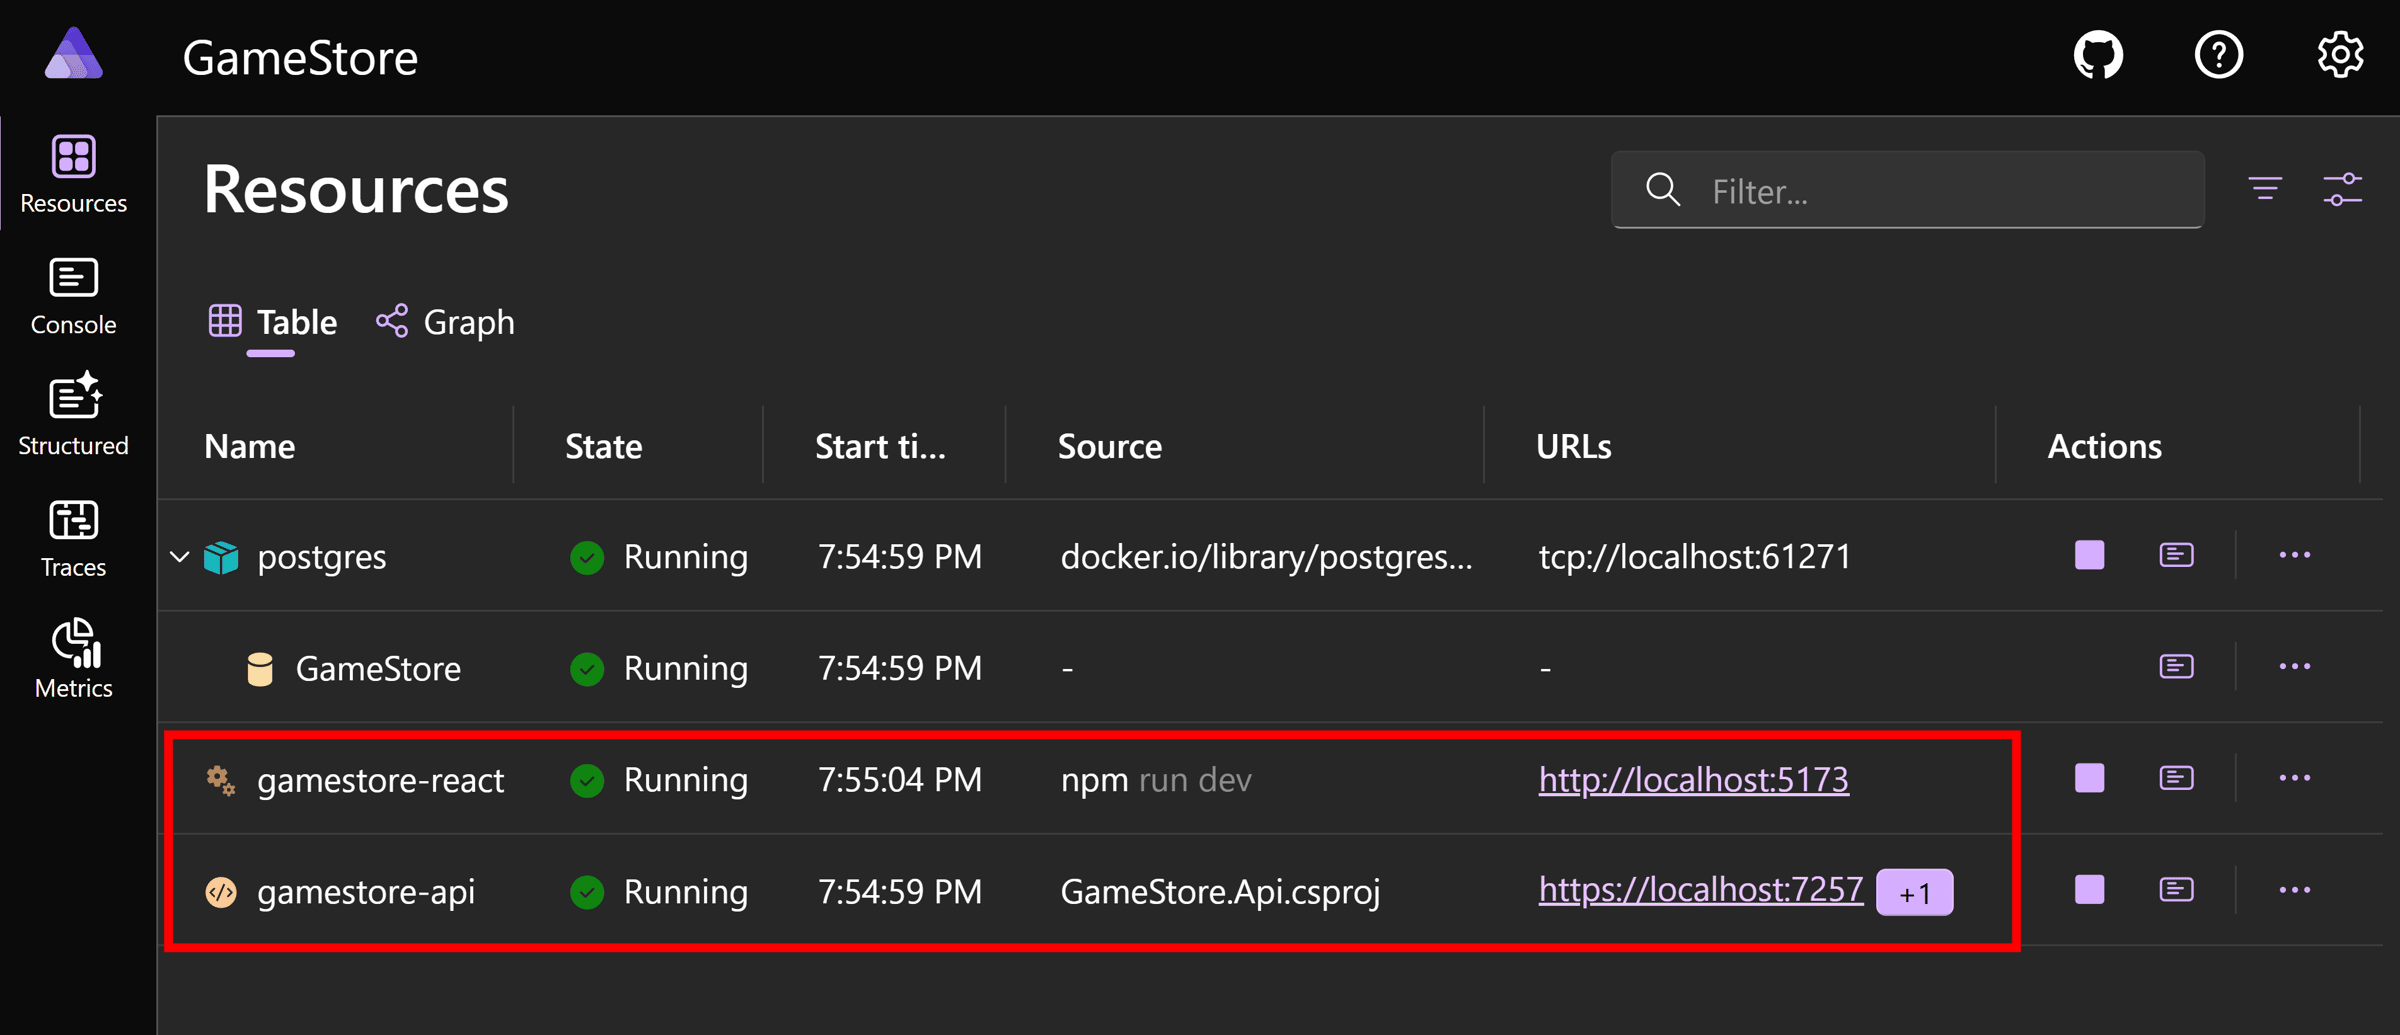 GameStore
Resources
Console
Structured
Traces
Metrics
Resources
Filter...
Table Graph
Name State Start ti... Source URLs Actions
postgres Running 7:54:59 PM docker.io/library/postgres... tcp://localhost:61271
GameStore Running 7:54:59 PM - -
gamestore-react Running 7:55:04 PM npm run dev http://localhost:5173
gamestore-api Running 7:54:59 PM GameStore.Api.csproj https://localhost:7257 +1